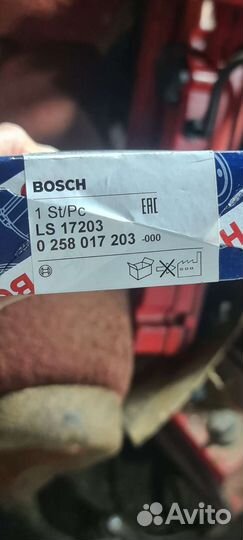 BOSCH
1 St/Pc
EAC
LS 17203
0 258 017 203 -000
Avito